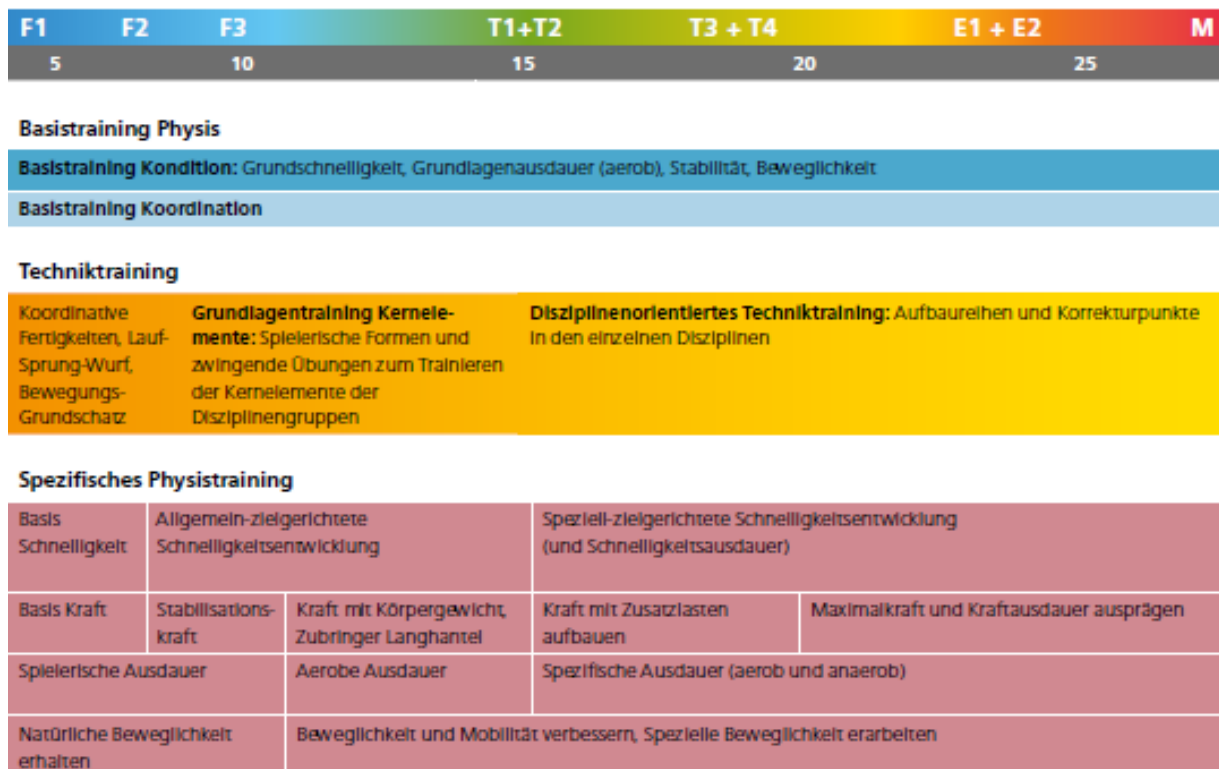 F1 F2 F3 T1+T2 T3 + T4 E1 + E2 M
5 10 15 20 25
Basistraining Physis
Basistraining Kondition: Grundschnelligkeit, Grundlagenausdauer (aerob), Stabilität, Beweglichkeit
Basistraining Koordination
Techniktraining
Koordinative
Fertigkeiten, Lauf-
Sprung-Wurf,
Bewegungs-
Grundschatz
Grundlagentraining Kernele-
mente: Spielerische Formen und
zwingende Übungen zum Trainieren
der Kernelemente der
Disziplinengruppen
Disziplinenorientiertes Techniktraining: Aufbaureihen und Korrekturpunkte
in den einzelnen Disziplinen
Spezifisches Physistraining
Basis
Schnelligkeit
Allgemein-zielgerichtete
Schnelligkeitsentwicklung
Speziell-zielgerichtete Schnelligkeitsentwicklung
(und Schnelligkeitsausdauer)
Basis Kraft
Stabilisations-
kraft
Kraft mit Körpergewicht,
Zubringer Langhantel
Kraft mit Zusatzlasten
aufbauen
Maximalkraft und Kraftausdauer ausprägen
Spielerische Ausdauer
Aerobe Ausdauer
Spezifische Ausdauer (aerob und anaerob)
Natürliche Beweglichkeit
erhalten
Beweglichkeit und Mobilität verbessern, Spezielle Beweglichkeit erarbeiten